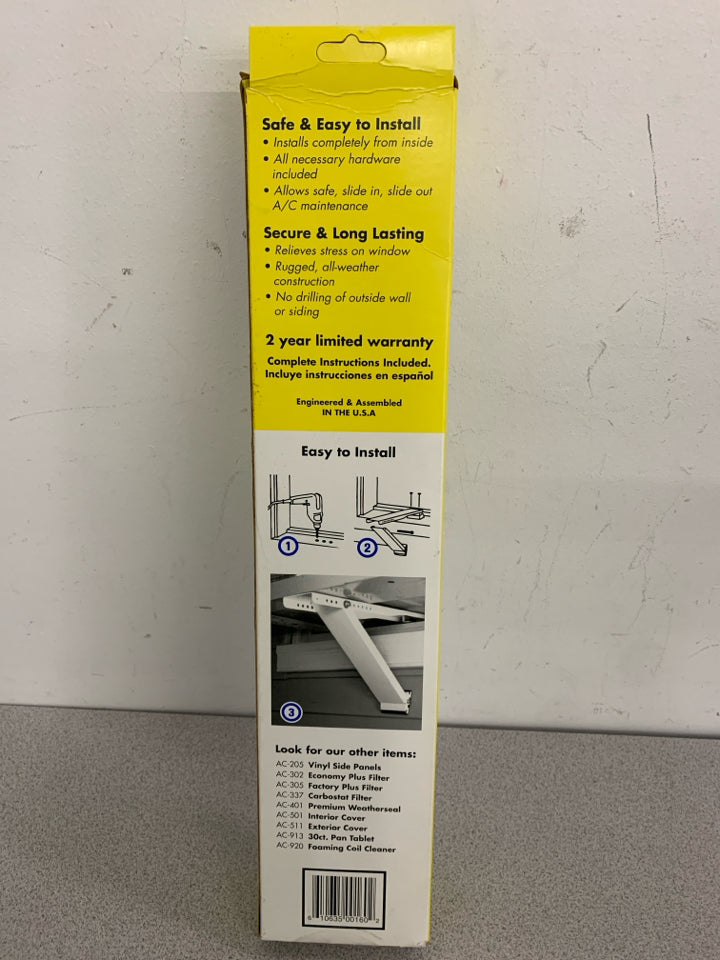 Safe & Easy to Install
• Installs completely from inside
• All necessary hardware
included
• Allows safe, slide in, slide out
A/C maintenance
Secure & Long Lasting
• Relieves stress on window
• Rugged, all-weather
construction
• No drilling of outside wall
or siding
2 year limited warranty
Complete Instructions Included.
Incluye instrucciones en español
Engineered & Assembled
IN THE U.S.A
Easy to Install
1
2
3
Look for our other items:
AC-205 Vinyl Side Panels
AC-302 Economy Plus Filter
AC-305 Factory Plus Filter
AC-337 Carbostat Filter
AC-401 Premium Weatherseal
AC-501 Interior Cover
AC-511 Exterior Cover
AC-913 30ct. Pan Tablet
AC-920 Foaming Coil Cleaner
6 10635 00160 2